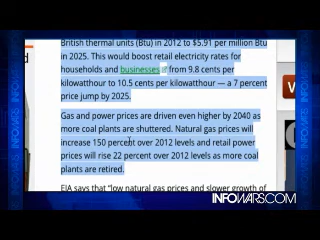 British thermal units (Btu) in 2012 to $5.91 per million Btu
in 2025. This would boost retail electricity rates for
households and businesses from 9.8 cents per
kilowatthour to 10.5 cents per kilowatthour — a 7 percent
price jump by 2025.
Gas and power prices are driven even higher by 2040 as
more coal plants are shuttered. Natural gas prices will
increase 150 percent over 2012 levels and retail power
prices will rise 22 percent over 2012 levels as more coal
plants are retired.
EIA says that "low natural gas prices and slower growth of
INFOWARS.COM